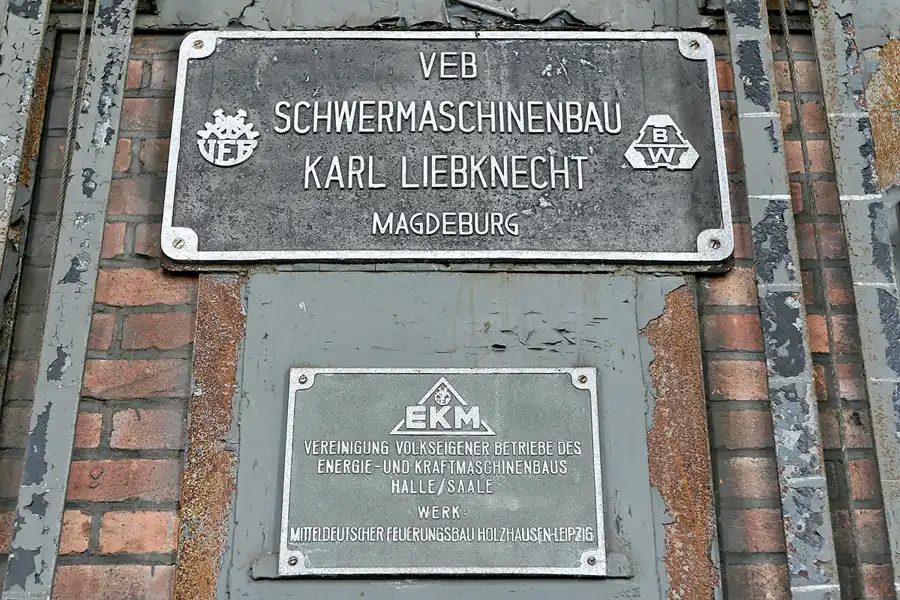 VEB
SCHWERMASCHINENBAU
VEB
B
W
KARL LIEBKNECHT
MAGDEBURG
EKM
VEREINIGUNG VOLKSEIGENER BETRIEBE DES
ENERGIE-UND KRAFTMASCHINENBAUS
HALLE/SAALE
WERK:
MITTELDEUTSCHER FEUERUNGSBAU HOLZHAUSEN-LEIPZIG